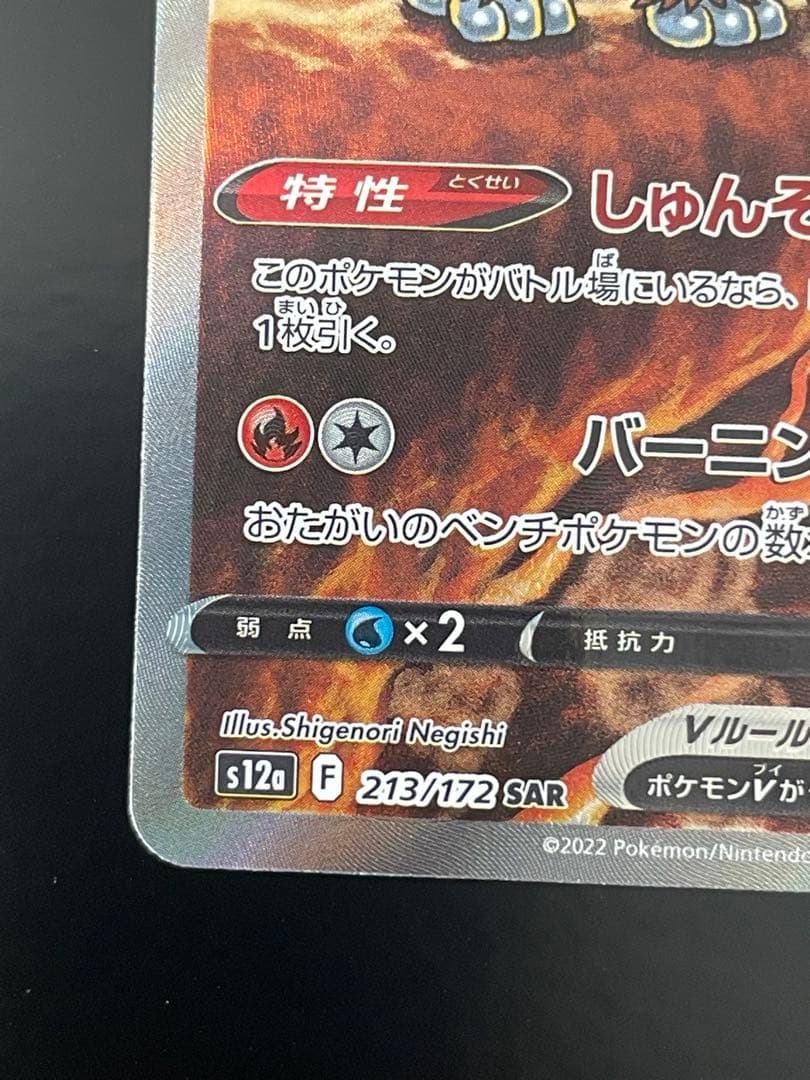 特性 とくせい しゅんそ
このポケモンがバトル場にいるなら、
ば
1枚引く。
まい ひ
バーニン
おたがいのベンチポケモンの数
かず
弱点 ×2 抵抗力
Illus.Shigenori Negishi
Vルール
s12a F 213/172 SAR
ポケモンVが
ブイ
©2022 Pokémon/Nintendo